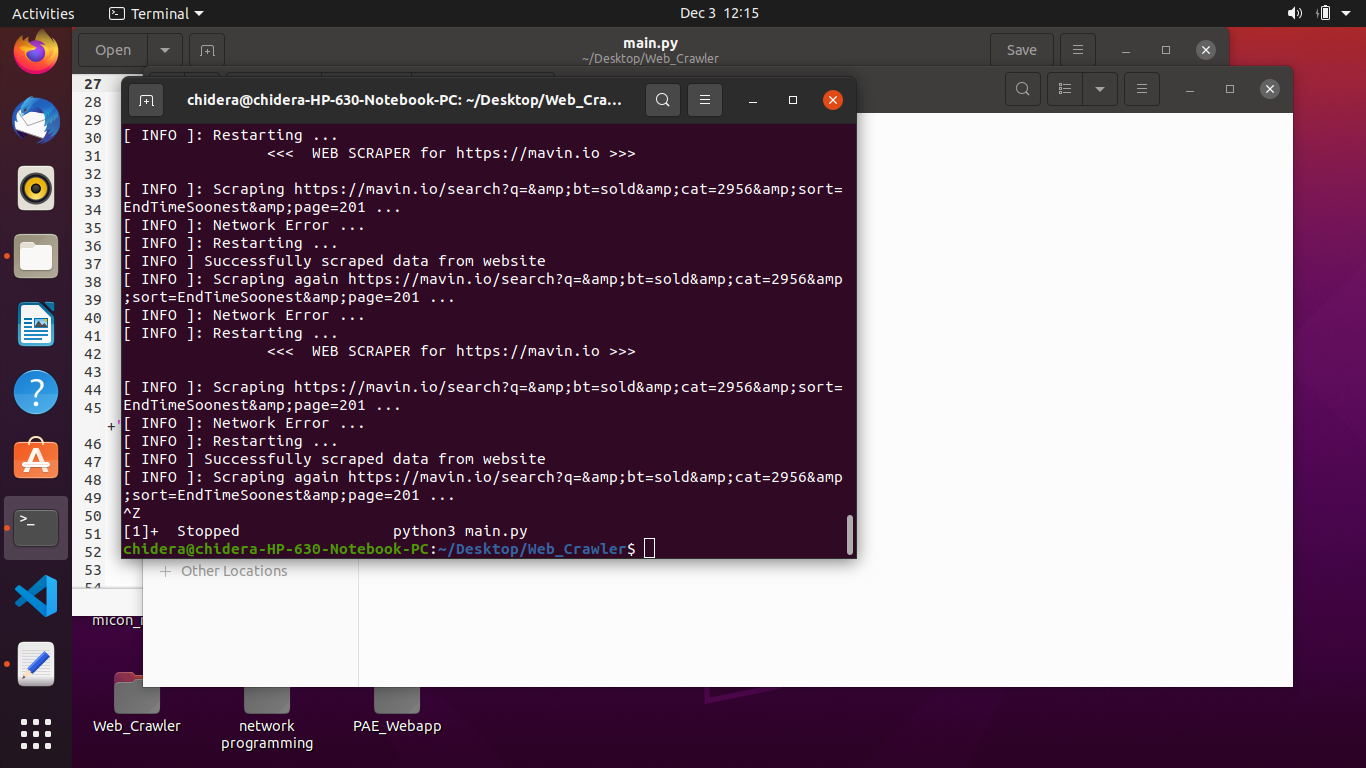 Activities
Terminal
Dec 3 12:15
Open
main.py
~/Desktop/Web_Crawler
Save
chidera@chidera-HP-630-Notebook-PC: ~/Desktop/Web_Cra...
27
28
29
30
31
32
33
34
35
36
37
38
39
40
41
42
43
44
45
+
46
47
48
49
50
51
52
53
54
[ INFO ]: Restarting ...
<<<  WEB SCRAPER for https://mavin.io >>>
[ INFO ]: Scraping https://mavin.io/search?q=&amp;bt=sold&amp;cat=2956&amp;sort=
EndTimeSoonest&amp;page=201 ...
[ INFO ]: Network Error ...
[ INFO ]: Restarting ...
[ INFO ] Successfully scraped data from website
[ INFO ]: Scraping again https://mavin.io/search?q=&amp;bt=sold&amp;cat=2956&amp
;sort=EndTimeSoonest&amp;page=201 ...
[ INFO ]: Network Error ...
[ INFO ]: Restarting ...
<<<  WEB SCRAPER for https://mavin.io >>>
[ INFO ]: Scraping https://mavin.io/search?q=&amp;bt=sold&amp;cat=2956&amp;sort=
EndTimeSoonest&amp;page=201 ...
[ INFO ]: Network Error ...
[ INFO ]: Restarting ...
[ INFO ] Successfully scraped data from website
[ INFO ]: Scraping again https://mavin.io/search?q=&amp;bt=sold&amp;cat=2956&amp
;sort=EndTimeSoonest&amp;page=201 ...
^Z
[1]+  Stopped                 python3 main.py
chidera@chidera-HP-630-Notebook-PC:~/Desktop/Web_Crawler$
Other Locations
Web_Crawler
network
programming
PAE_Webapp